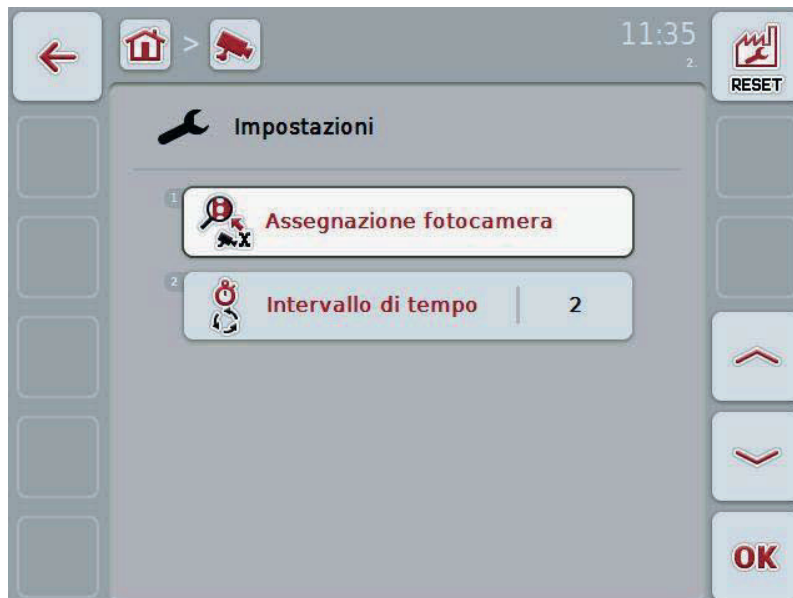 >
11:35
2.
RESET
Impostazioni
1
Assegnazione fotocamera
X
2
Intervallo di tempo 2
OK